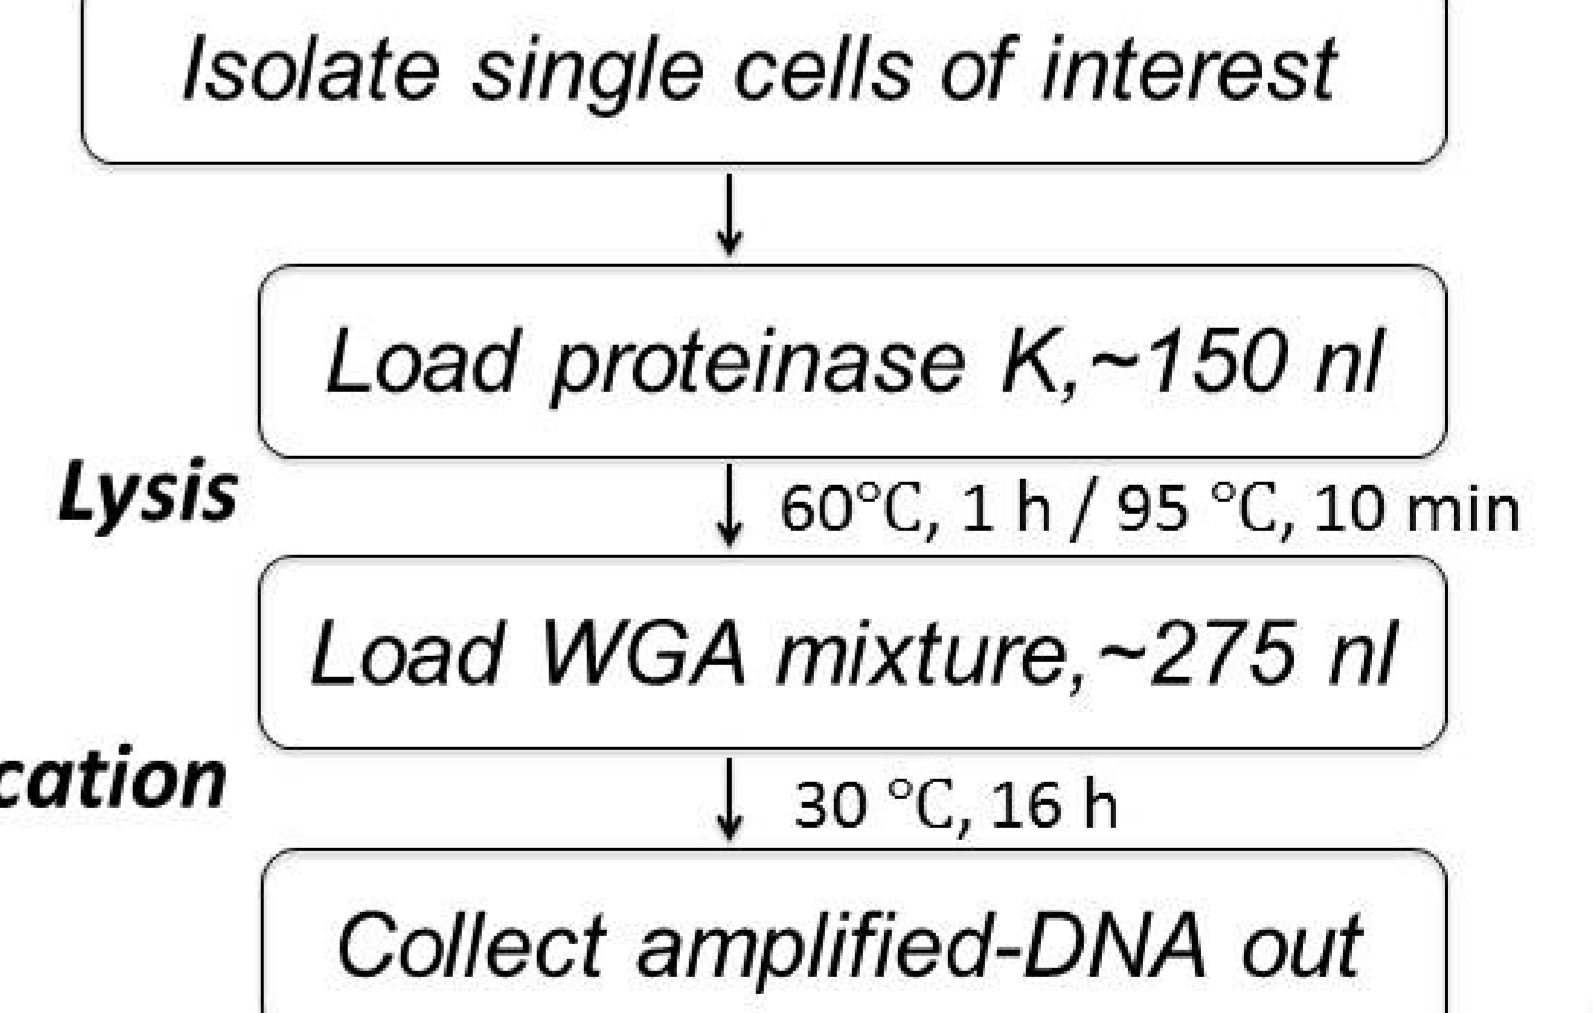 Isolate single cells of interest
Load proteinase K,~150 nl
Lysis
60℃, 1 h / 95 ℃, 10 min
Load WGA mixture,~275 nl
cation
30 ℃, 16 h
Collect amplified-DNA out